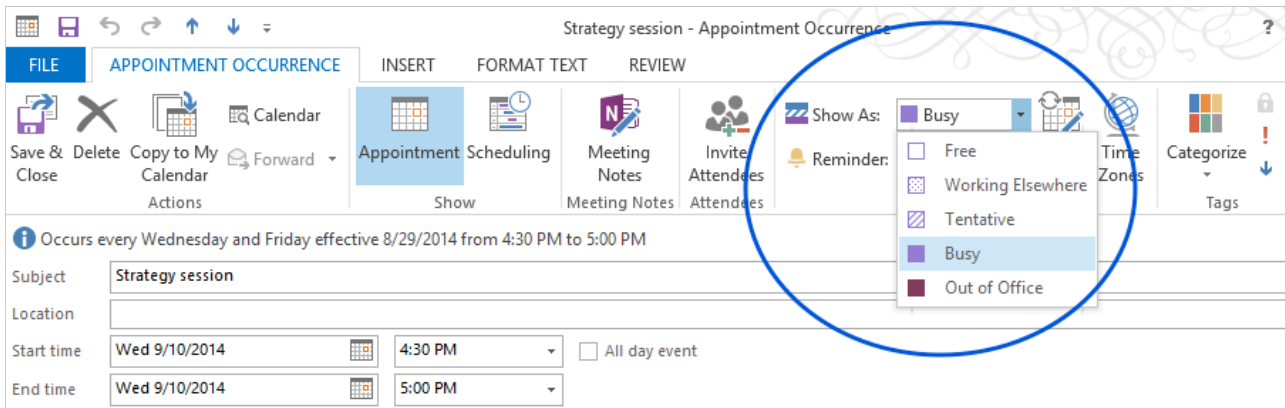 Strategy session - Appointment Occurrence ?
FILE APPOINTMENT OCCURRENCE INSERT FORMAT TEXT REVIEW
Save & Close
Delete
Copy to My Calendar
Calendar
Forward
Actions
Appointment
Scheduling
Show
Meeting Notes
Meeting Notes
Invite Attendees
Attendees
Show As: Busy
Reminder:
Free
Working Elsewhere
Tentative
Busy
Out of Office
Time Zones
Categorize
Tags
Occurs every Wednesday and Friday effective 8/29/2014 from 4:30 PM to 5:00 PM
Subject Strategy session
Location
Start time Wed 9/10/2014 4:30 PM All day event
End time Wed 9/10/2014 5:00 PM